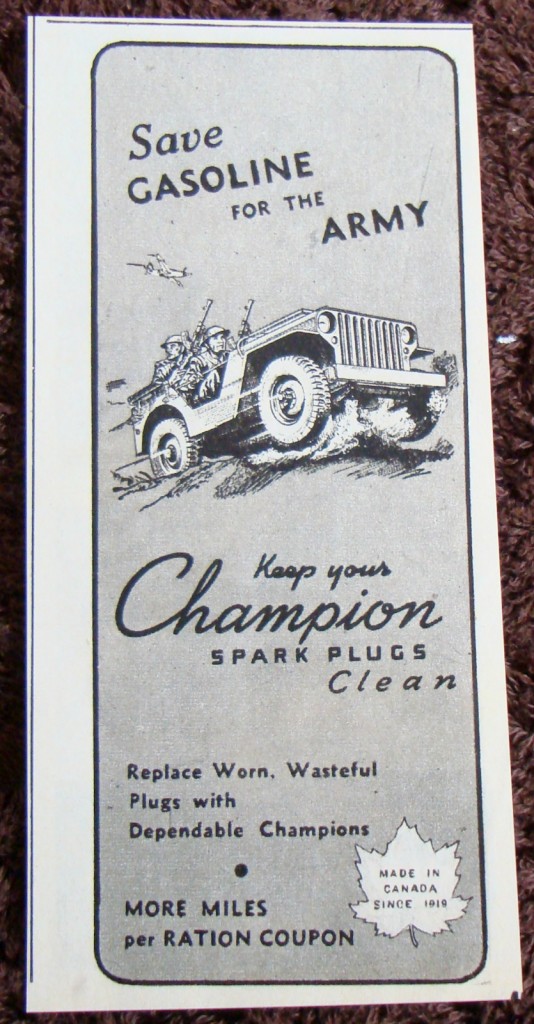 Save
GASOLINE
FOR THE
ARMY
Keep your
Champion
SPARK PLUGS
Clean
Replace Worn, Wasteful
Plugs with
Dependable Champions
•
MORE MILES
per RATION COUPON
MADE IN
CANADA
SINCE 1919